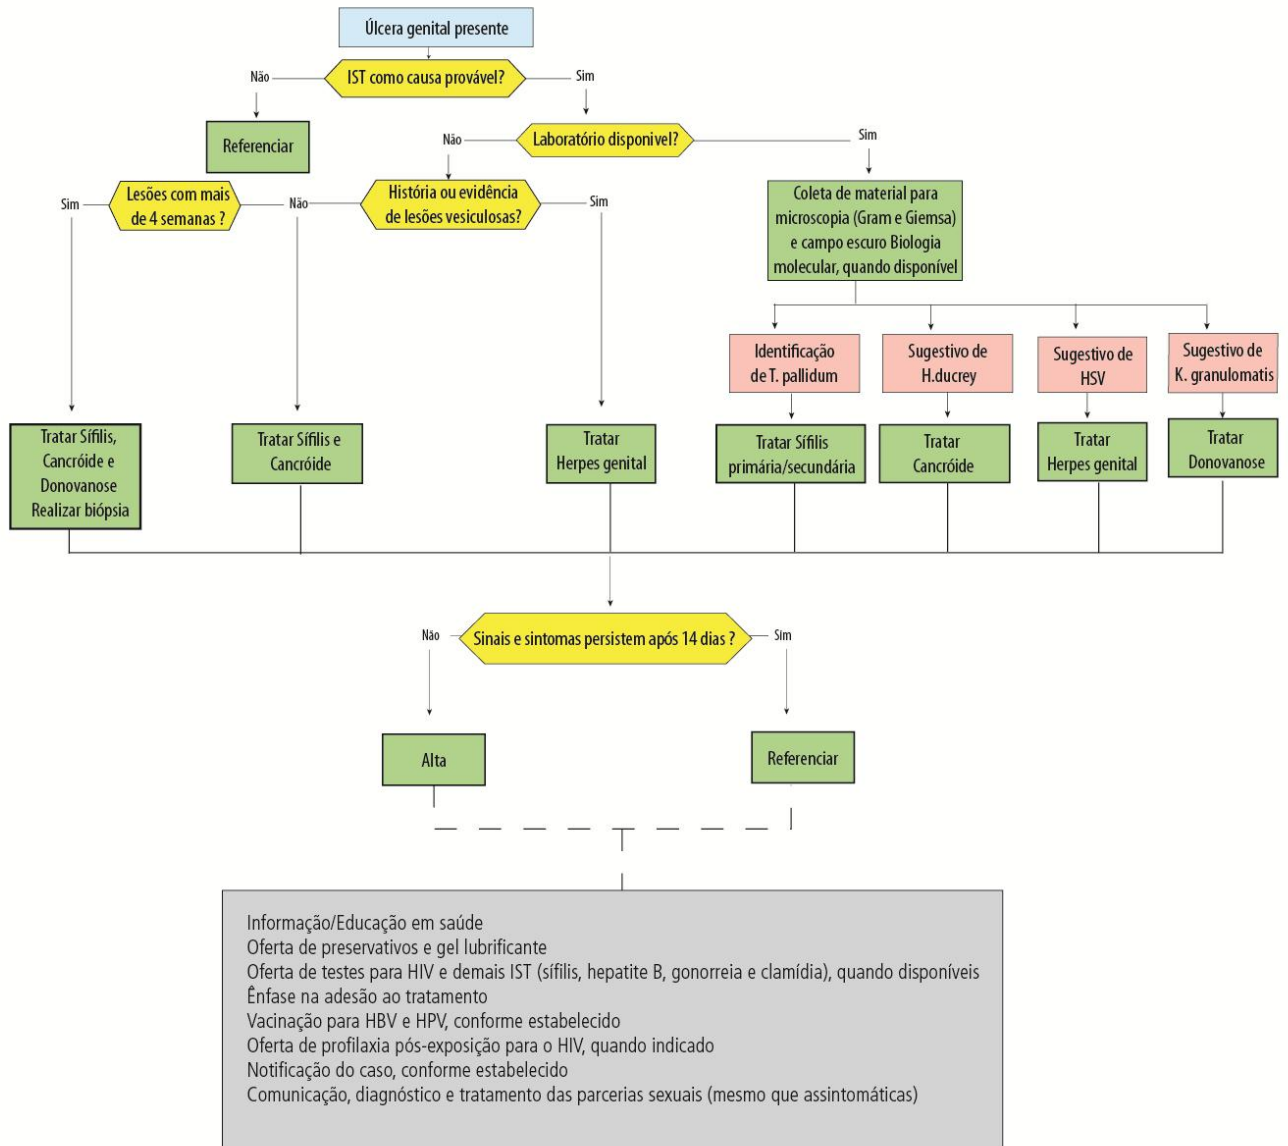 Úlcera genital presente
IST como causa provável?
Não
Sim
Referenciar
Laboratório disponivel?
Não
Sim
Lesões com mais
de 4 semanas ?
Sim
Não
História ou evidência
de lesões vesiculosas?
Sim
Coleta de material para
microscopia (Gram e Giemsa)
e campo escuro Biologia
molecular, quando disponível
Identificação
de T. pallidum
Sugestivo de
H.ducrey
Sugestivo de
HSV
Sugestivo de
K. granulomatis
Tratar Sífilis,
Cancróide e
Donovanose
Realizar biópsia
Tratar Sífilis e
Cancróide
Tratar
Herpes genital
Tratar Sífilis
primária/secundária
Tratar
Cancróide
Tratar
Herpes genital
Tratar
Donovanose
Sinais e sintomas persistem após 14 dias ?
Não
Sim
Alta
Referenciar
Informação/Educação em saúde
Oferta de preservativos e gel lubrificante
Oferta de testes para HIV e demais IST (sífilis, hepatite B, gonorreia e clamídia), quando disponíveis
Ênfase na adesão ao tratamento
Vacinação para HBV e HPV, conforme estabelecido
Oferta de profilaxia pós-exposição para o HIV, quando indicado
Notificação do caso, conforme estabelecido
Comunicação, diagnóstico e tratamento das parcerias sexuais (mesmo que assintomáticas)